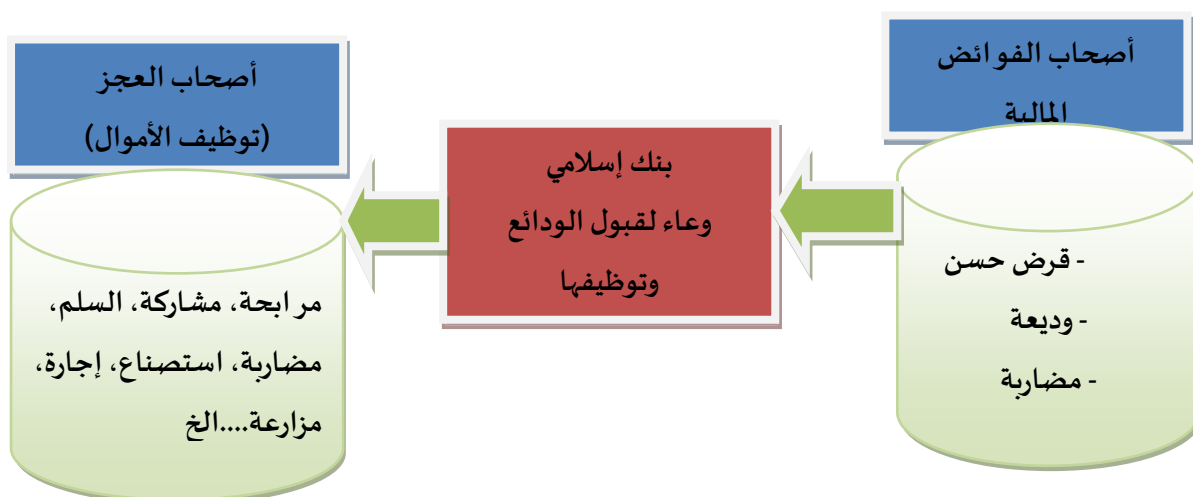 أصحاب الفوائض
المالية
- قرض حسن
- وديعة
- مضاربة
بنك إسلامي
وعاء لقبول الودائع
وتوظيفها
أصحاب العجز
(توظيف الأموال)
مرابحة، مشاركة، السلم،
مضاربة، استصناع، إجارة،
مزارعة....الخ